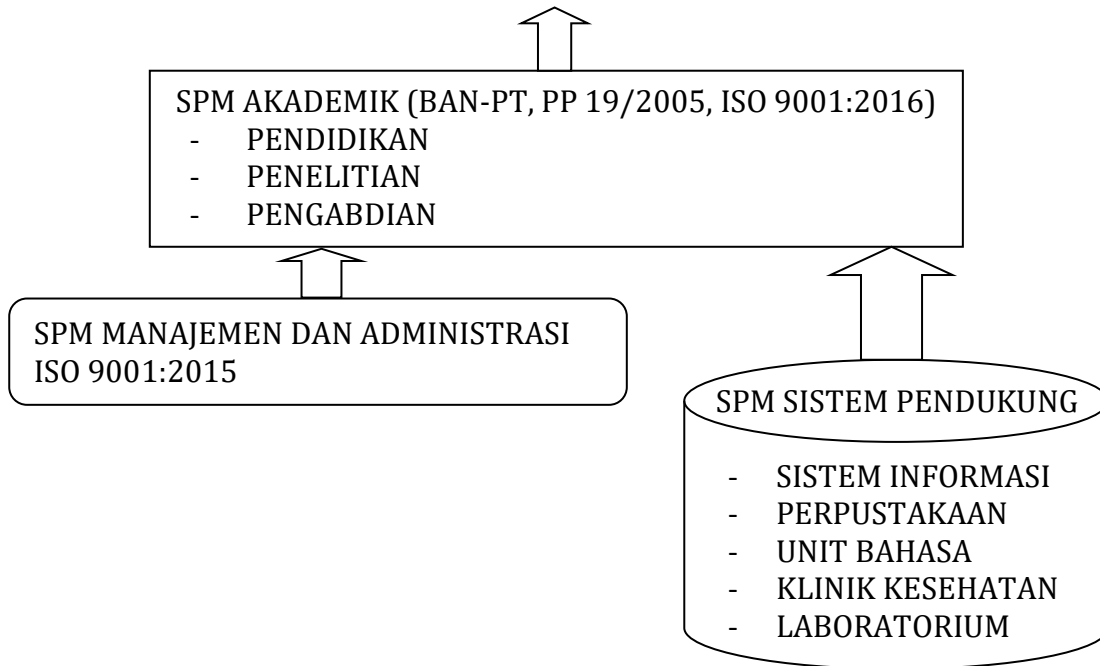 SPM AKADEMIK (BAN-PT, PP 19/2005, ISO 9001:2016)
- PENDIDIKAN
- PENELITIAN
- PENGABDIAN
SPM MANAJEMEN DAN ADMINISTRASI
ISO 9001:2015
SPM SISTEM PENDUKUNG
- SISTEM INFORMASI
- PERPUSTAKAAN
- UNIT BAHASA
- KLINIK KESEHATAN
- LABORATORIUM